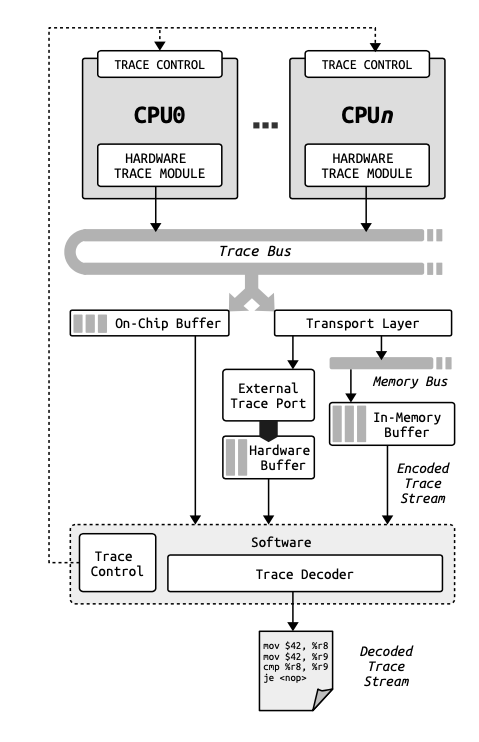 TRACE CONTROL
TRACE CONTROL
CPU0
CPUn
HARDWARE
TRACE MODULE
HARDWARE
TRACE MODULE
Trace Bus
On-Chip Buffer
Transport Layer
Memory Bus
External
Trace Port
In-Memory
Buffer
Hardware
Buffer
Encoded
Trace
Stream
Software
Trace
Control
Trace Decoder
mov $42, %r8
mov $42, %r9
cmp %r8, %r9
je <nop>
Decoded
Trace
Stream